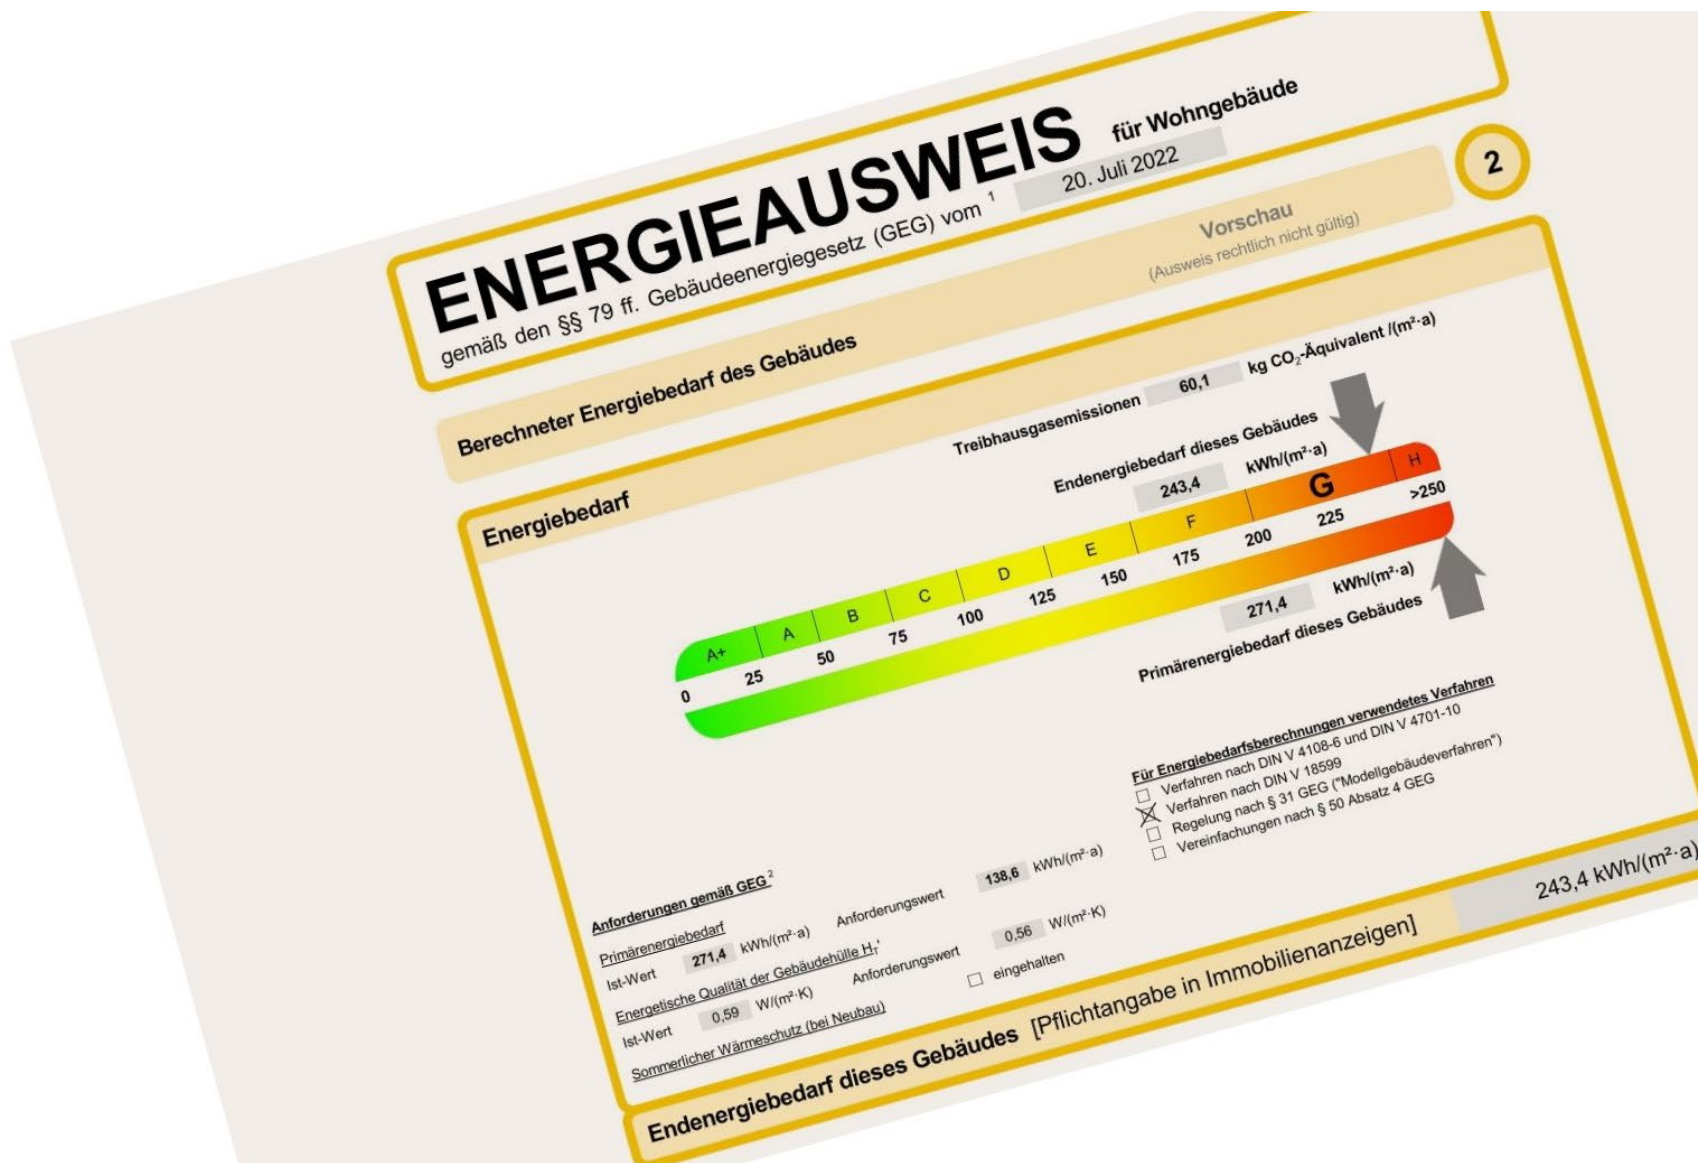 ENERGIEAUSWEIS für Wohngebäude
gemäß den §§ 79 ff. Gebäudeenergiegesetz (GEG) vom ¹ 20. Juli 2022
Berechneter Energiebedarf des Gebäudes
Vorschau
(Ausweis rechtlich nicht gültig)
2
Energiebedarf
Treibhausgasemissionen 60,1 kg CO₂-Äquivalent /(m²·a)
Endenergiebedarf dieses Gebäudes
243,4 kWh/(m²·a)
A+ A B C D E F G H
0 25 50 75 100 125 150 175 200 225 >250
271,4 kWh/(m²·a)
Primärenergiebedarf dieses Gebäudes
Anforderungen gemäß GEG ²
Primärenergiebedarf
Ist-Wert 271,4 kWh/(m²·a) Anforderungswert 138,6 kWh/(m²·a)
Energetische Qualität der Gebäudehülle H_T'
Ist-Wert 0,59 W/(m²·K) Anforderungswert 0,56 W/(m²·K)
Sommerlicher Wärmeschutz (bei Neubau) ☐ eingehalten
Für Energiebedarfsberechnungen verwendetes Verfahren
☐ Verfahren nach DIN V 4108-6 und DIN V 4701-10
☒ Verfahren nach DIN V 18599
☐ Regelung nach § 31 GEG ("Modellgebäudeverfahren")
☐ Vereinfachungen nach § 50 Absatz 4 GEG
Endenergiebedarf dieses Gebäudes [Pflichtangabe in Immobilienanzeigen] 243,4 kWh/(m²·a)